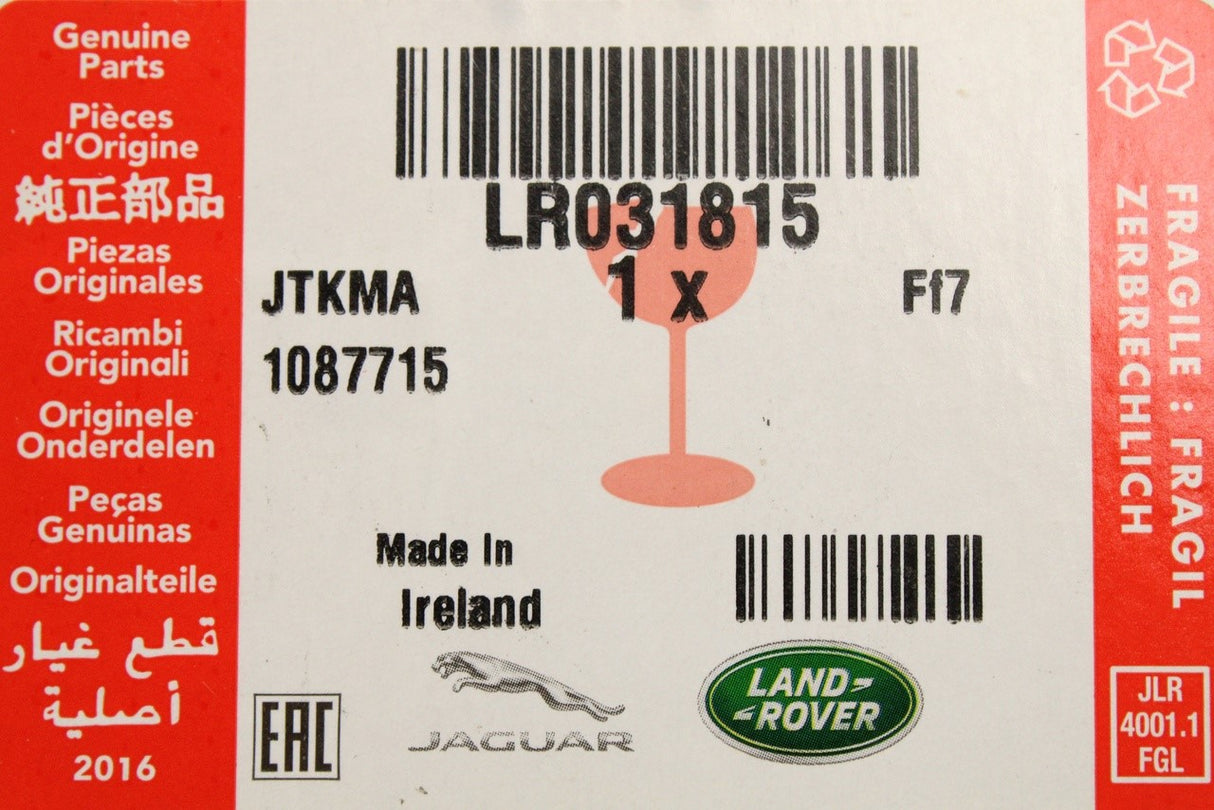 Genuine
Parts
Pièces
d'Origine
純正部品
Piezas
Originales
Ricambi
Originali
Originele
Onderdelen
Peças
Genuinas
Originalteile
قطع غيار
أصلية
2016
LR031815
1 x
JTKMA
Ff7
1087715
Made In
Ireland
EAC
JAGUAR
LAND-
-ROVER
FRAGILE : FRAGIL
ZERBRECHLICH
JLR
4001.1
FGL